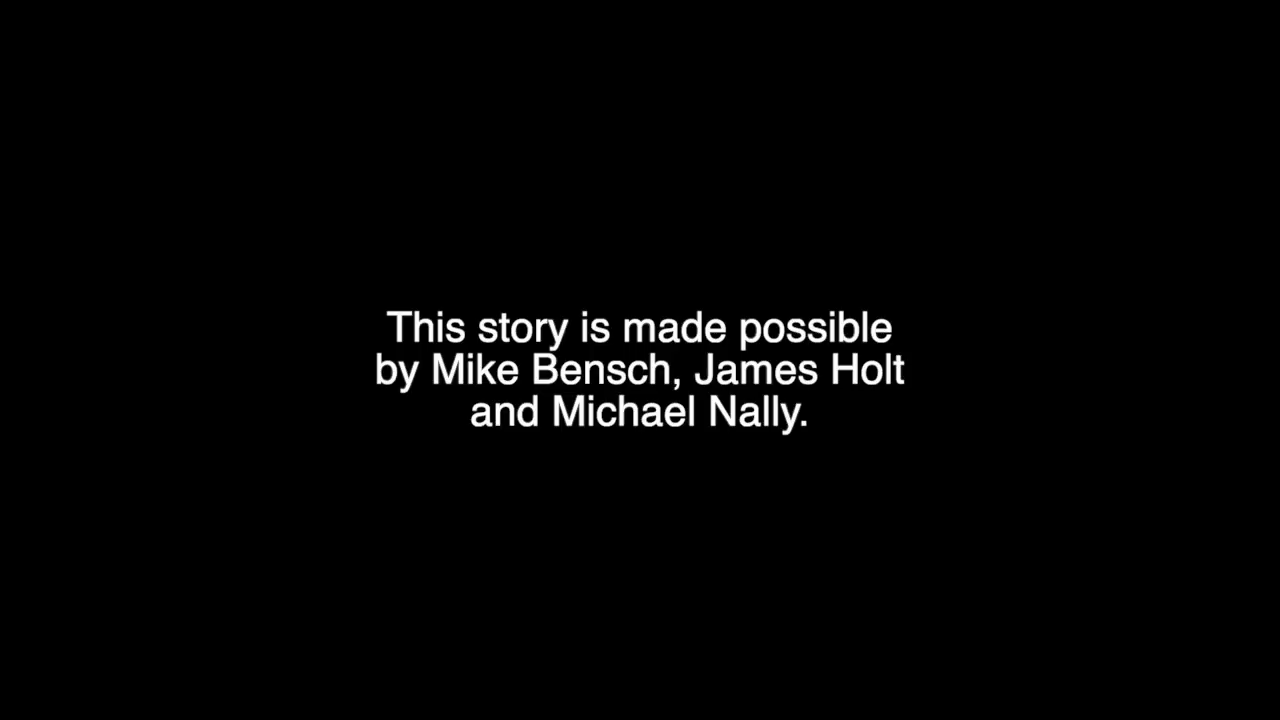 This story is made possible
by Mike Bensch, James Holt
and Michael Nally.